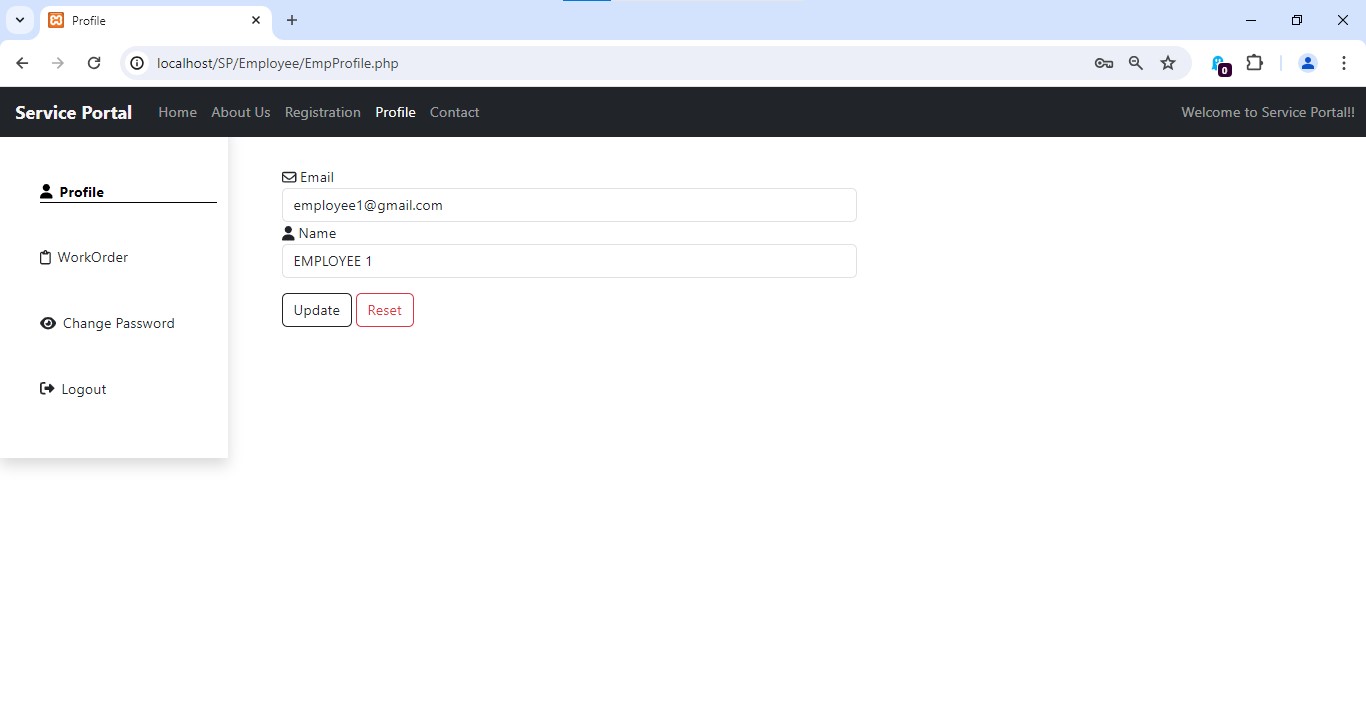 Profile
localhost/SP/Employee/EmpProfile.php
0
Service Portal Home About Us Registration Profile Contact Welcome to Service Portal!!
Profile
WorkOrder
Change Password
Logout
Email
employee1@gmail.com
Name
EMPLOYEE 1
Update Reset